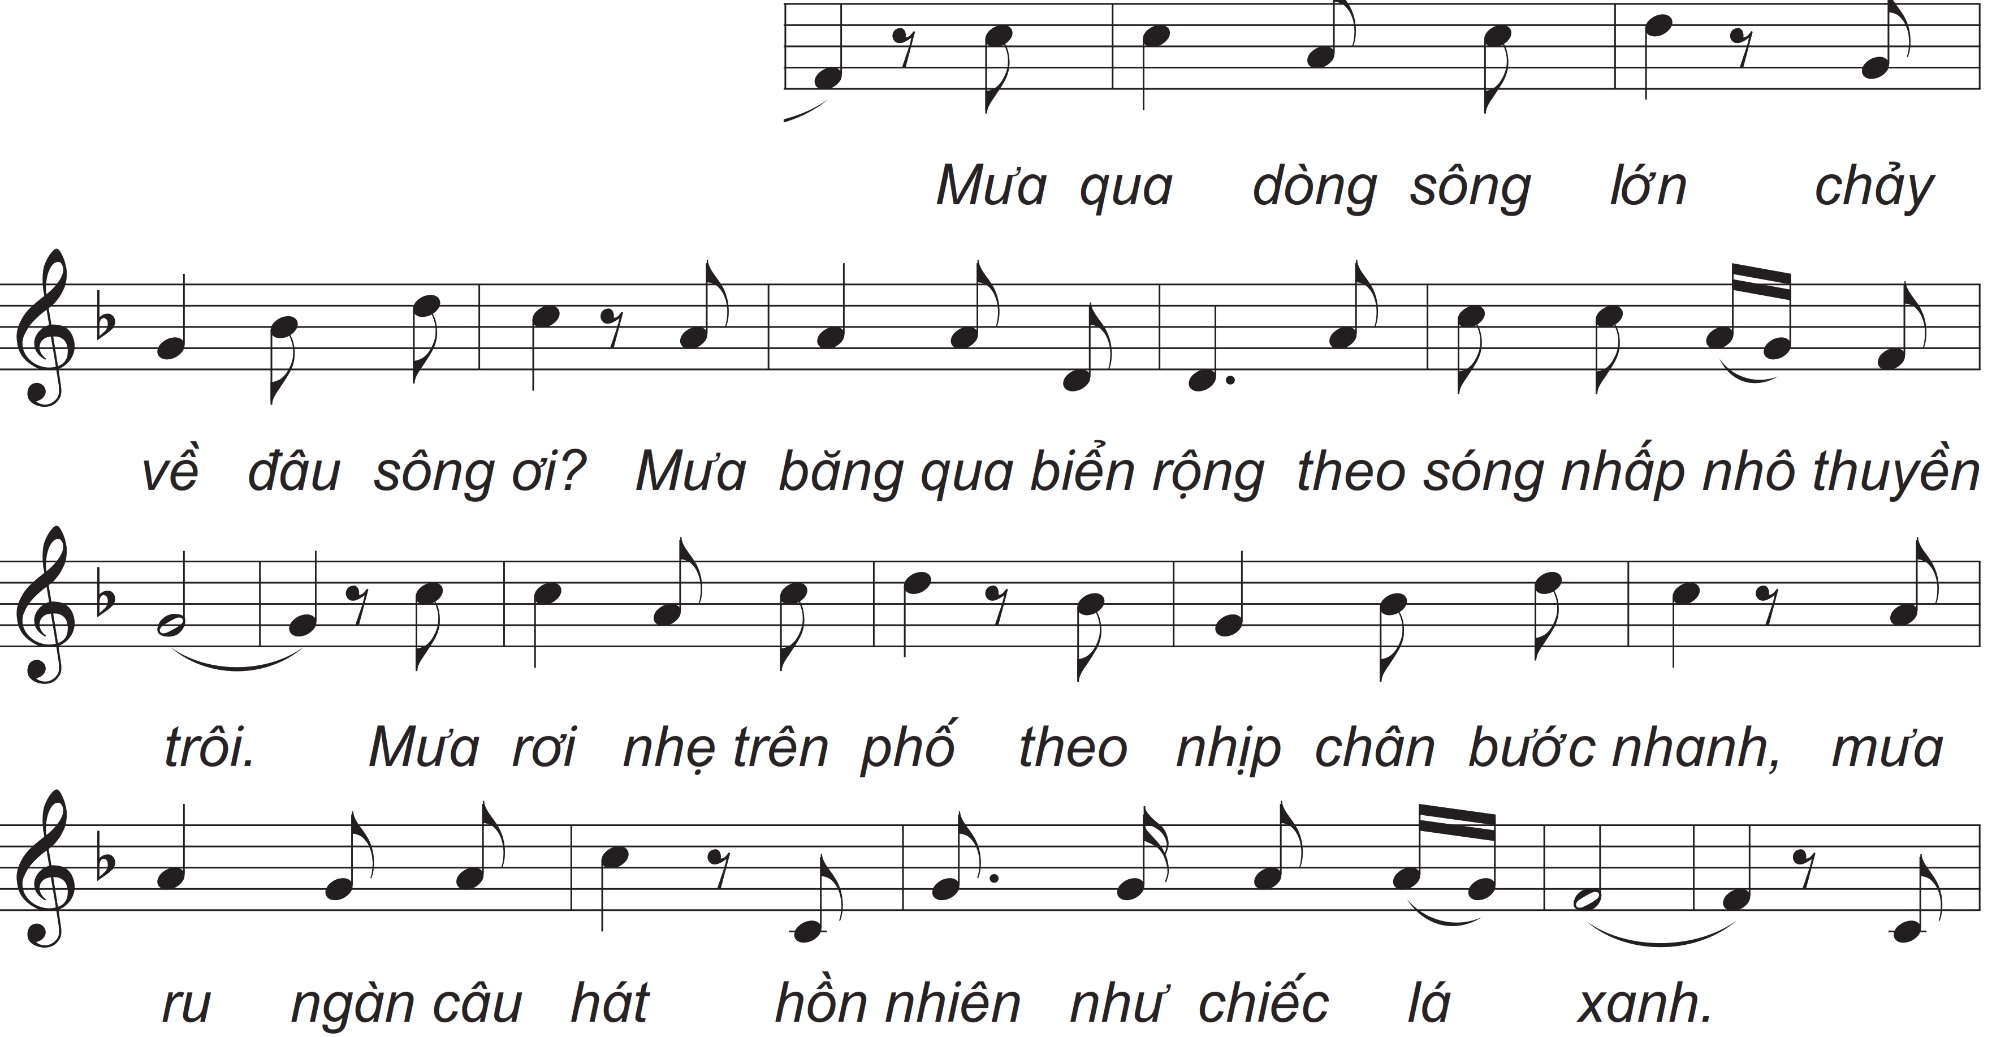 Mưa qua dòng sông lớn chảy
về đâu sông ơi? Mưa băng qua biển rộng theo sóng nhấp nhô thuyền
trôi. Mưa rơi nhẹ trên phố theo nhịp chân bước nhanh, mưa
ru ngàn câu hát hồn nhiên như chiếc lá xanh.